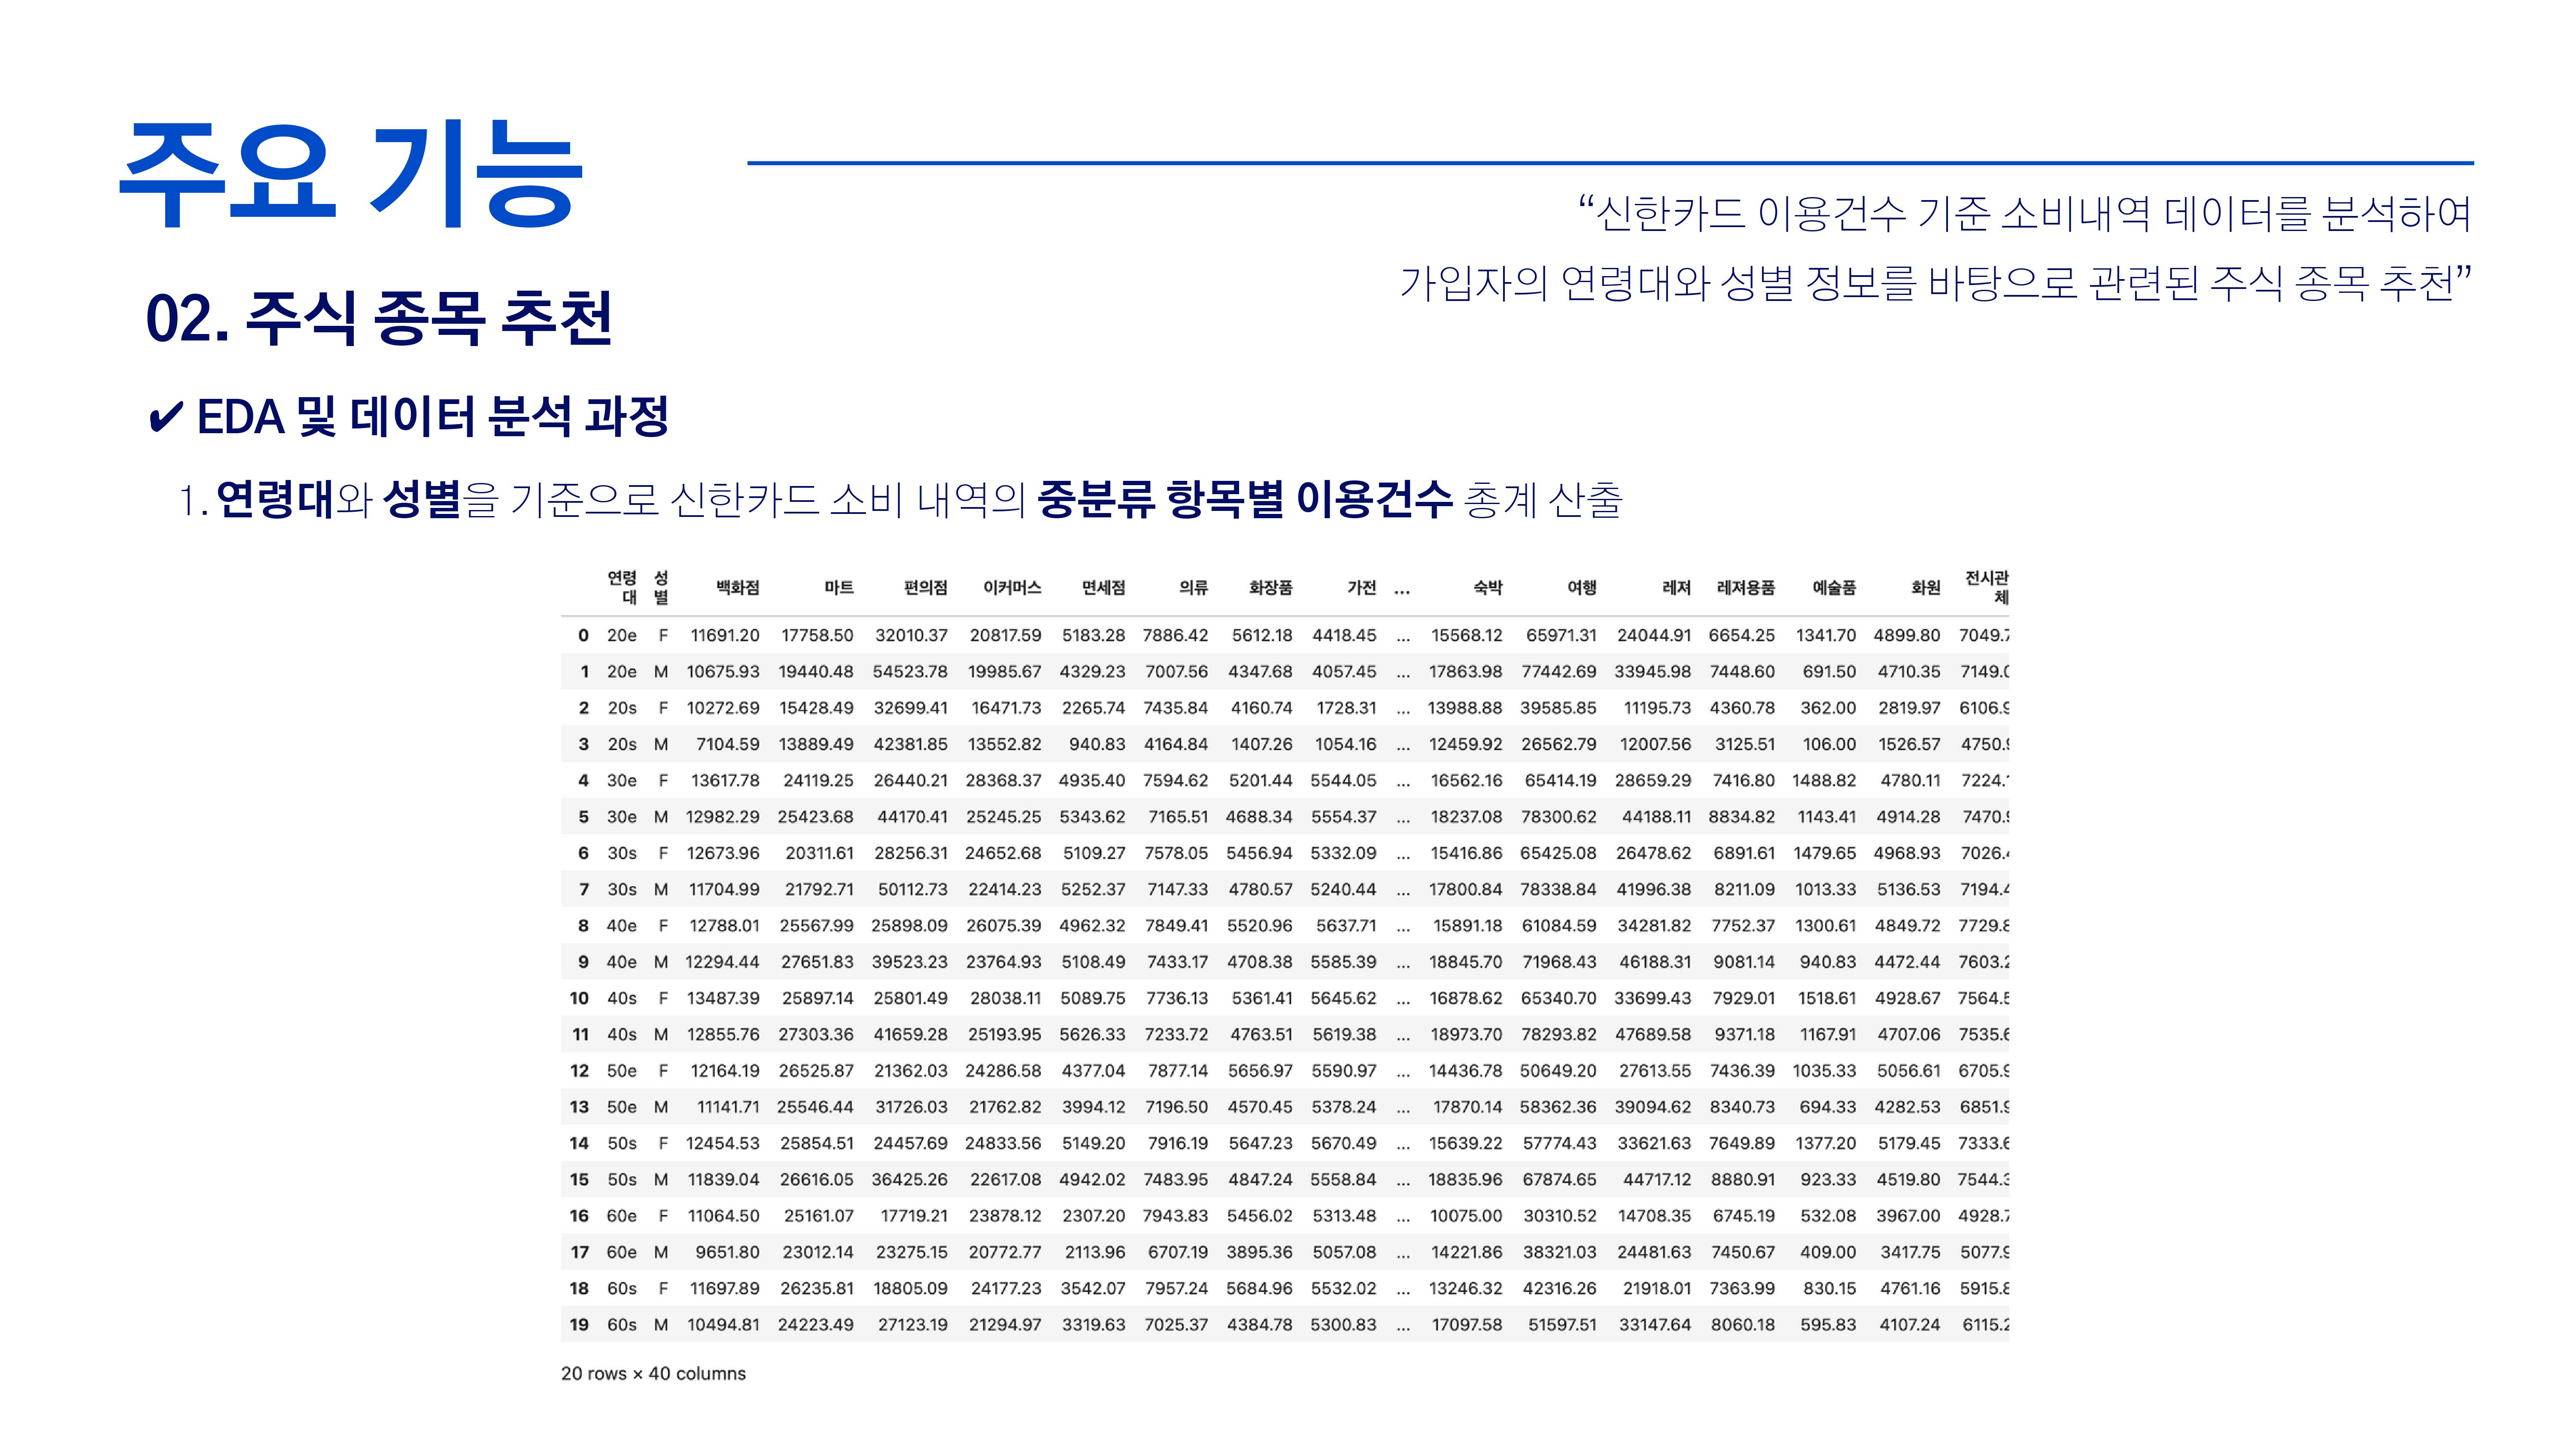 주요 기능
“신한카드 이용건수 기준 소비내역 데이터를 분석하여
가입자의 연령대와 성별 정보를 바탕으로 관련된 주식 종목 추천”
02. 주식 종목 추천
✔ EDA 및 데이터 분석 과정
1. 연령대와 성별을 기준으로 신한카드 소비 내역의 중분류 항목별 이용건수 총계 산출
연령대 성별 백화점 마트 편의점 이커머스 면세점 의류 화장품 가전 ... 숙박 여행 레져 레져용품 예술품 화원 전시관체
0 20e F 11691.20 17758.50 32010.37 20817.59 5183.28 7886.42 5612.18 4418.45 ... 15568.12 65971.31 24044.91 6654.25 1341.70 4899.80 7049.7
1 20e M 10675.93 19440.48 54523.78 19985.67 4329.23 7007.56 4347.68 4057.45 ... 17863.98 77442.69 33945.98 7448.60 691.50 4710.35 7149.0
2 20s F 10272.69 15428.49 32699.41 16471.73 2265.74 7435.84 4160.74 1728.31 ... 13988.88 39585.85 11195.73 4360.78 362.00 2819.97 6106.9
3 20s M 7104.59 13889.49 42381.85 13552.82 940.83 4164.84 1407.26 1054.16 ... 12459.92 26562.79 12007.56 3125.51 106.00 1526.57 4750.9
4 30e F 13617.78 24119.25 26440.21 28368.37 4935.40 7594.62 5201.44 5544.05 ... 16562.16 65414.19 28659.29 7416.80 1488.82 4780.11 7224.1
5 30e M 12982.29 25423.68 44170.41 25245.25 5343.62 7165.51 4688.34 5554.37 ... 18237.08 78300.62 44188.11 8834.82 1143.41 4914.28 7470.9
6 30s F 12673.96 20311.61 28256.31 24652.68 5109.27 7578.05 5456.94 5332.09 ... 15416.86 65425.08 26478.62 6891.61 1479.65 4968.93 7026.4
7 30s M 11704.99 21792.71 50112.73 22414.23 5252.37 7147.33 4780.57 5240.44 ... 17800.84 78338.84 41996.38 8211.09 1013.33 5136.53 7194.4
8 40e F 12788.01 25567.99 25898.09 26075.39 4962.32 7849.41 5520.96 5637.71 ... 15891.18 61084.59 34281.82 7752.37 1300.61 4849.72 7729.8
9 40e M 12294.44 27651.83 39523.23 23764.93 5108.49 7433.17 4708.38 5585.39 ... 18845.70 71968.43 46188.31 9081.14 940.83 4472.44 7603.2
10 40s F 13487.39 25897.14 25801.49 28038.11 5089.75 7736.13 5361.41 5645.62 ... 16878.62 65340.70 33699.43 7929.01 1518.61 4928.67 7564.5
11 40s M 12855.76 27303.36 41659.28 25193.95 5626.33 7233.72 4763.51 5619.38 ... 18973.70 78293.82 47689.58 9371.18 1167.91 4707.06 7535.6
12 50e F 12164.19 26525.87 21362.03 24286.58 4377.04 7877.14 5656.97 5590.97 ... 14436.78 50649.20 27613.55 7436.39 1035.33 5056.61 6705.9
13 50e M 11141.71 25546.44 31726.03 21762.82 3994.12 7196.50 4570.45 5378.24 ... 17870.14 58362.36 39094.62 8340.73 694.33 4282.53 6851.9
14 50s F 12454.53 25854.51 24457.69 24833.56 5149.20 7916.19 5647.23 5670.49 ... 15639.22 57774.43 33621.63 7649.89 1377.20 5179.45 7333.6
15 50s M 11839.04 26616.05 36425.26 22617.08 4942.02 7483.95 4847.24 5558.84 ... 18835.96 67874.65 44717.12 8880.91 923.33 4519.80 7544.3
16 60e F 11064.50 25161.07 17719.21 23878.12 2307.20 7943.83 5456.02 5313.48 ... 10075.00 30310.52 14708.35 6745.19 532.08 3967.00 4928.7
17 60e M 9651.80 23012.14 23275.15 20772.77 2113.96 6707.19 3895.36 5057.08 ... 14221.86 38321.03 24481.63 7450.67 409.00 3417.75 5077.9
18 60s F 11697.89 26235.81 18805.09 24177.23 3542.07 7957.24 5684.96 5532.02 ... 13246.32 42316.26 21918.01 7363.99 830.15 4761.16 5915.8
19 60s M 10494.81 24223.49 27123.19 21294.97 3319.63 7025.37 4384.78 5300.83 ... 17097.58 51597.51 33147.64 8060.18 595.83 4107.24 6115.2
20 rows × 40 columns